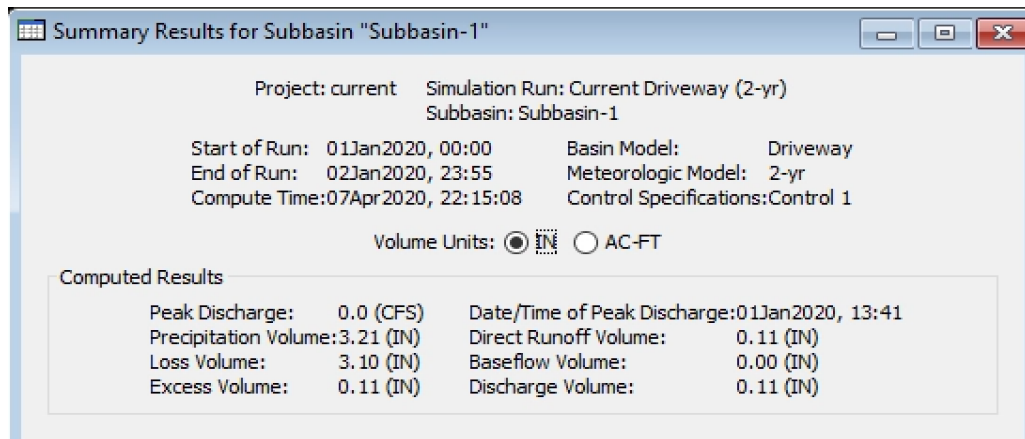 Summary Results for Subbasin "Subbasin-1"
Project: current Simulation Run: Current Driveway (2-yr)
Subbasin: Subbasin-1
Start of Run: 01Jan2020, 00:00 Basin Model: Driveway
End of Run: 02Jan2020, 23:55 Meteorologic Model: 2-yr
Compute Time:07Apr2020, 22:15:08 Control Specifications:Control 1
Volume Units: IN AC-FT
Computed Results
Peak Discharge: 0.0 (CFS) Date/Time of Peak Discharge:01Jan2020, 13:41
Precipitation Volume:3.21 (IN) Direct Runoff Volume: 0.11 (IN)
Loss Volume: 3.10 (IN) Baseflow Volume: 0.00 (IN)
Excess Volume: 0.11 (IN) Discharge Volume: 0.11 (IN)